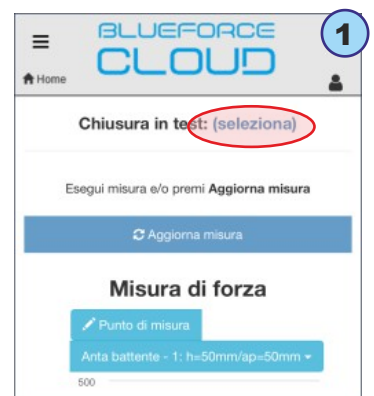 BLUEFORCE
CLOUD
1
Home
Chiusura in test: (seleziona)
Esegui misura e/o premi Aggiorna misura
Aggiorna misura
Misura di forza
Punto di misura
Anta battente - 1: h=50mm/ap=50mm
500